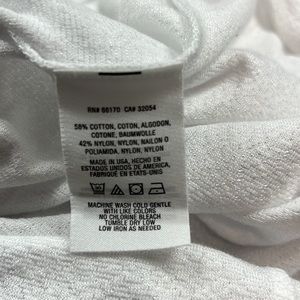 RN# 66170 CA# 32054
58% COTTON, COTON, ALGODON,
COTONE, BAUMWOLLE
42% NYLON, NYLON, NAILON O
POLIAMIDA, NYLON, NYLON
MADE IN USA, HECHO EN
ESTADOS UNIDOS DE AMERICA,
FABRIQUE EN ETATS-UNIS
MACHINE WASH COLD GENTLE
WITH LIKE COLORS
NO CHLORINE BLEACH
TUMBLE DRY LOW
LOW IRON AS NEEDED